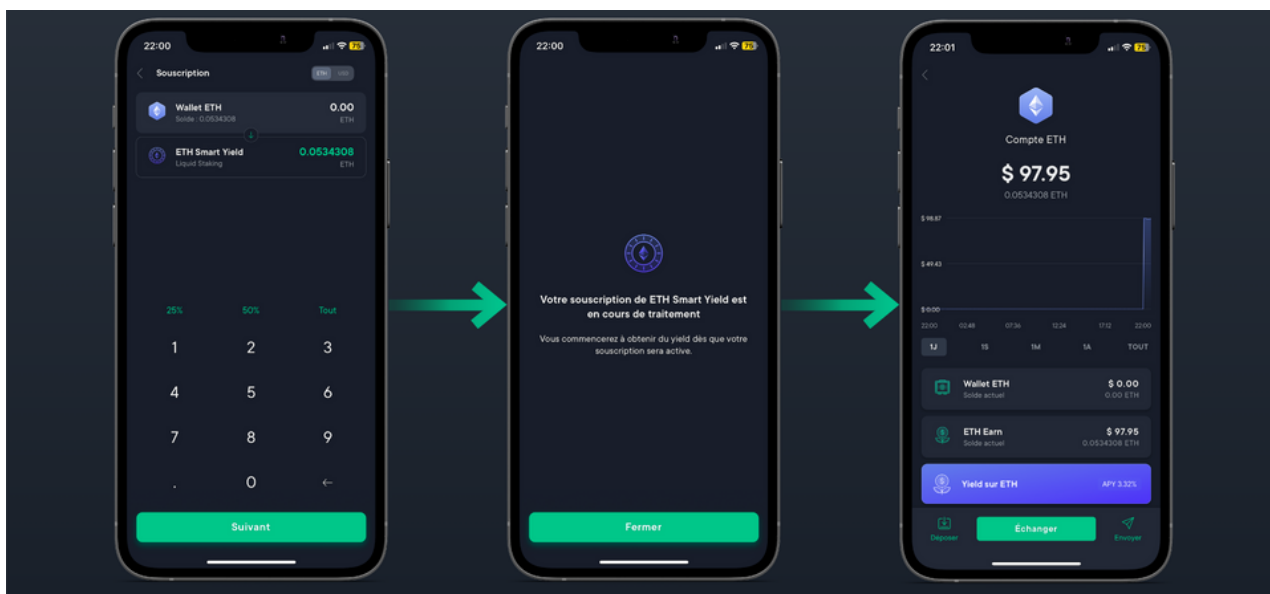 22:00
75
Souscription
ETH USD
Wallet ETH
0.00
Solde : 0.0534308
ETH
ETH Smart Yield
0.0534308
Liquid Staking
ETH
25% 50% Tout
1 2 3
4 5 6
7 8 9
. 0 ←
Suivant
22:00
75
Votre souscription de ETH Smart Yield est
en cours de traitement
Vous commencerez à obtenir du yield dès que votre
souscription sera active.
Fermer
22:01
75
Compte ETH
$ 97.95
0.0534308 ETH
$ 98.87
$ 49.43
$ 0.00
22:00 02:48 07:36 12:24 17:12 22:00
1J 1S 1M 1A TOUT
Wallet ETH
$ 0.00
Solde actuel
0.00 ETH
ETH Earn
$ 97.95
Solde actuel
0.0534308 ETH
Yield sur ETH
APY 3.32%
Déposer
Échanger
Envoyer